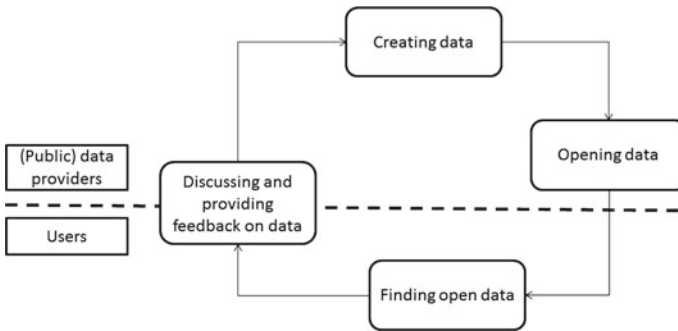 Creating data
(Public) data
providers
Opening data
Discussing and
providing
feedback on data
Users
Finding open data